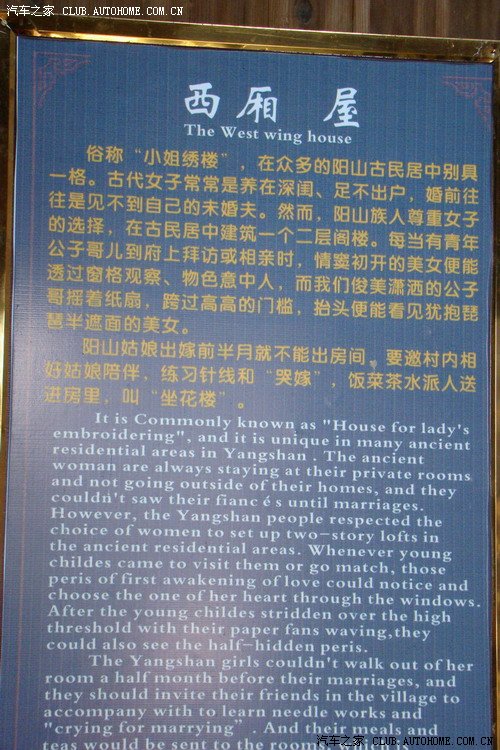 汽车之家 CLUB.AUTOHOME.COM.CN
西厢 屋
The West wing house
俗称“小姐绣楼”，在众多的阳山古民居中别具
一格。古代女子常常是养在深闺、足不出户，婚前往
往是见不到自己的未婚夫。然而，阳山族人尊重女子
的选择，在古民居中建筑一个二层阁楼。每当有青年
公子哥儿到府上拜访或相亲时，情窦初开的美女便能
透过窗格观察、物色意中人，而我们俊美潇洒的公子
哥摇着纸扇，跨过高高的门槛，抬头便能看见犹抱琵
琶半遮面的美女。
阳山姑娘出嫁前半月就不能出房间，要邀村内相
好姑娘陪伴，练习针线和“哭嫁”，饭菜茶水派人送
进房里，叫“坐花楼”。
It is Commonly known as "House for lady's
embroidering", and it is unique in many ancient
residential areas in Yangshan . The ancient
woman are always staying at their private rooms
and not going outside of their homes, and they
couldn't saw their fianc é s until marriages.
However, the Yangshan people respected the
choice of women to set up two-story lofts in
the ancient residential areas. Whenever young
childes came to visit them or go match, those
peris of first awakening of love could notice and
choose the one of her heart through the windows.
After the young childes stridded over the high
threshold with their paper fans waving,they
could also see the half-hidden peris.
The Yangshan girls couldn't walk out of her
room a half month before their marriages, and
they should invite their friends in the village to
accompany with to learn needle works and
"crying for marrying" . And their meals and
teas would be sent to the room
汽车之家 CLUB.AUTOHOME.COM.CN